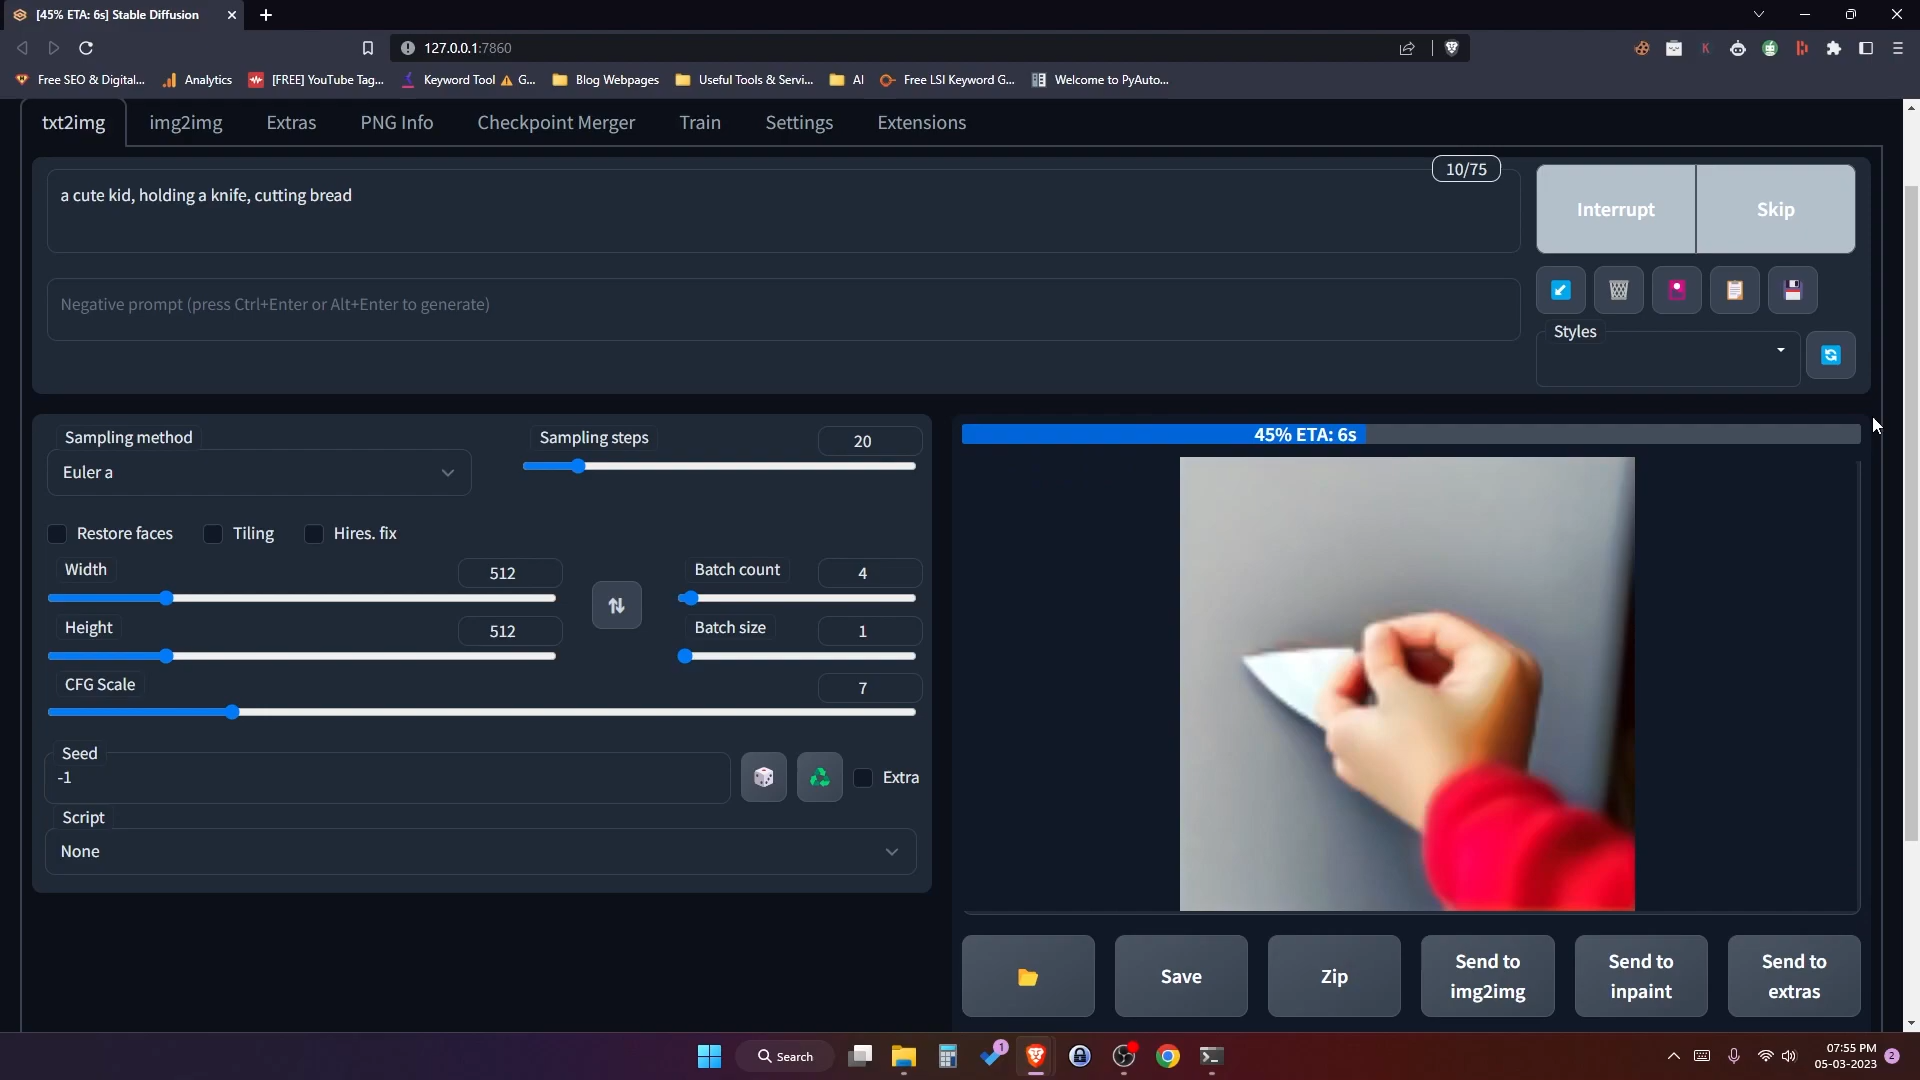 [45% ETA: 6s] Stable Diffusion
127.0.0.1:7860
Free SEO & Digital...
Analytics
[FREE] YouTube Tag...
Keyword Tool ⚠ G...
Blog Webpages
Useful Tools & Servi...
AI
Free LSI Keyword G...
Welcome to PyAuto...
txt2img
img2img
Extras
PNG Info
Checkpoint Merger
Train
Settings
Extensions
10/75
a cute kid, holding a knife, cutting bread
Interrupt
Skip
Negative prompt (press Ctrl+Enter or Alt+Enter to generate)
Styles
Sampling method
Euler a
Sampling steps
20
45% ETA: 6s
Restore faces
Tiling
Hires. fix
Width
512
Batch count
4
Height
512
Batch size
1
CFG Scale
7
Seed
-1
Extra
Script
None
Save
Zip
Send to
img2img
Send to
inpaint
Send to
extras
Search
1
07:55 PM
05-03-2023
2